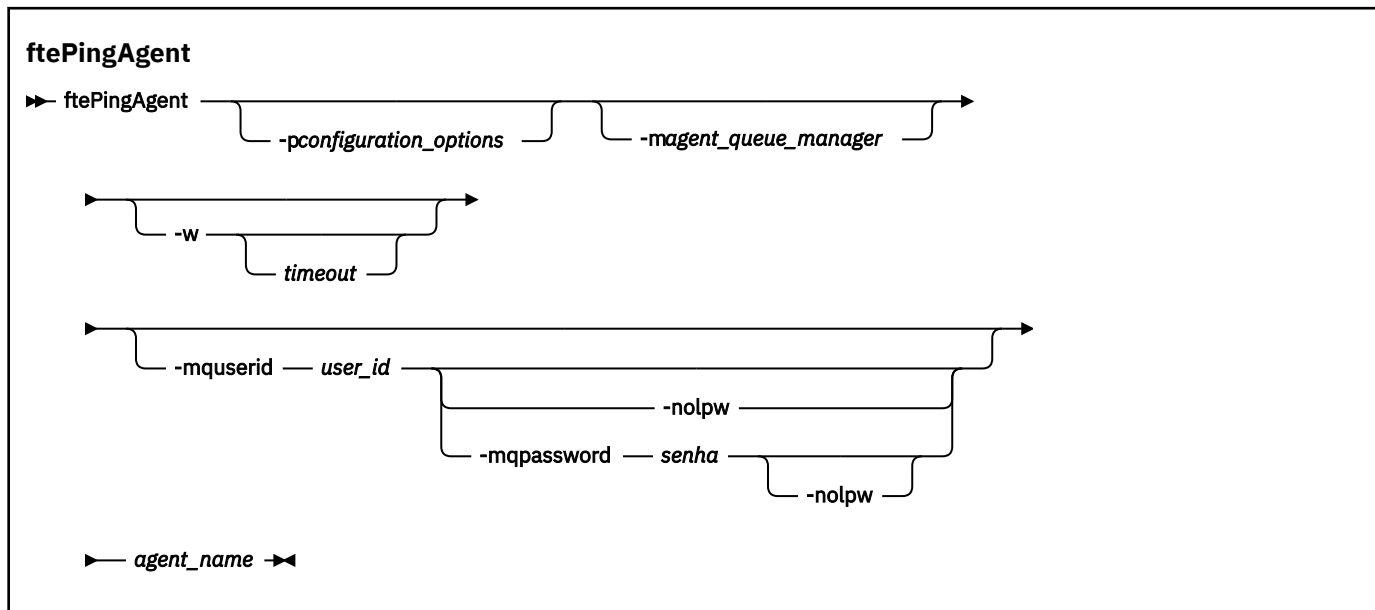 ftePingAgent
ftePingAgent
-pconfiguration_options -magent_queue_manager
-w
timeout
-mquserid user_id
-nolpw
-mqpassword senha
-nolpw
agent_name